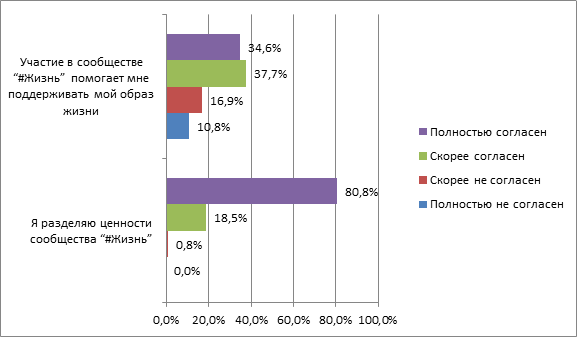 Участие в сообществе
“#Жизнь” помогает мне
поддерживать мой образ
жизни
34,6%
37,7%
16,9%
10,8%
Я разделяю ценности
сообщества “#Жизнь”
80,8%
18,5%
0,8%
0,0%
0,0% 20,0% 40,0% 60,0% 80,0% 100,0%
Полностью согласен
Скорее согласен
Скорее не согласен
Полностью не согласен